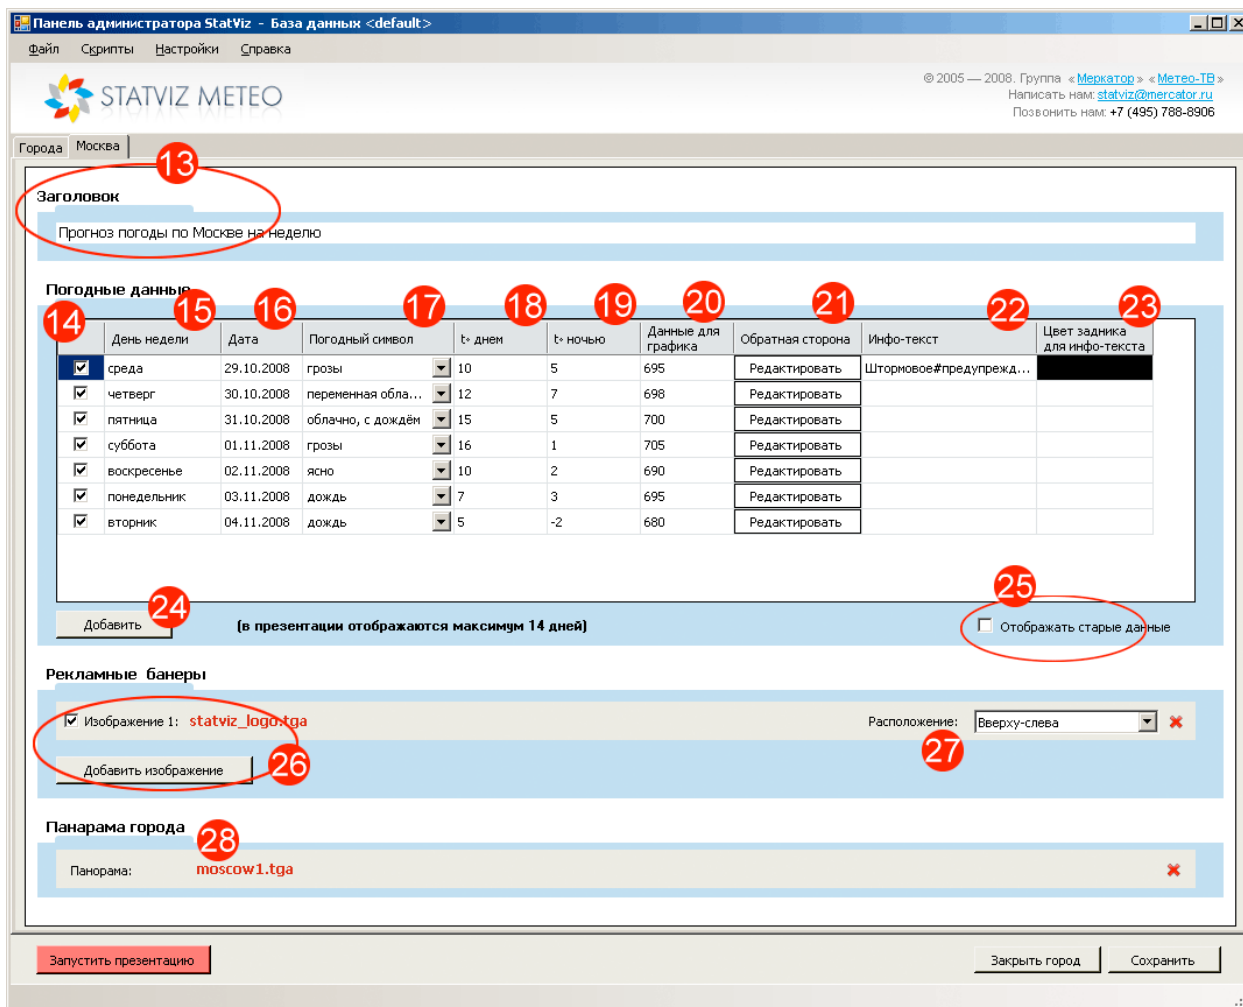 Панель администратора StatViz - База данных <default>
Файл Скрипты Настройки Справка
STATVIZ METEO
© 2005 — 2008. Группа «Меркатор» «Метео-ТВ»
Написать нам: statviz@mercator.ru
Позвонить нам: +7 (495) 788-8906
Города Москва
13
Заголовок
Прогноз погоды по Москве на неделю
Погодные данные
14 15 16 17 18 19 20 21 22 23
День недели Дата Погодный символ t° днем t° ночью Данные для графика Обратная сторона Инфо-текст Цвет задника для инфо-текста
среда 29.10.2008 грозы 10 5 695 Редактировать Штормовое#предупрежд...
четверг 30.10.2008 переменная обла... 12 7 698 Редактировать
пятница 31.10.2008 облачно, с дождём 15 5 700 Редактировать
суббота 01.11.2008 грозы 16 1 705 Редактировать
воскресенье 02.11.2008 ясно 10 2 690 Редактировать
понедельник 03.11.2008 дождь 7 3 695 Редактировать
вторник 04.11.2008 дождь 5 -2 680 Редактировать
24 25
Добавить (в презентации отображаются максимум 14 дней) Отображать старые данные
Рекламные банеры
Изображение 1: statviz_logo.tga Расположение: Вверху-слева
27
Добавить изображение 26
Панарама города
28
Панорама: moscow1.tga
Запустить презентацию Закрыть город Сохранить